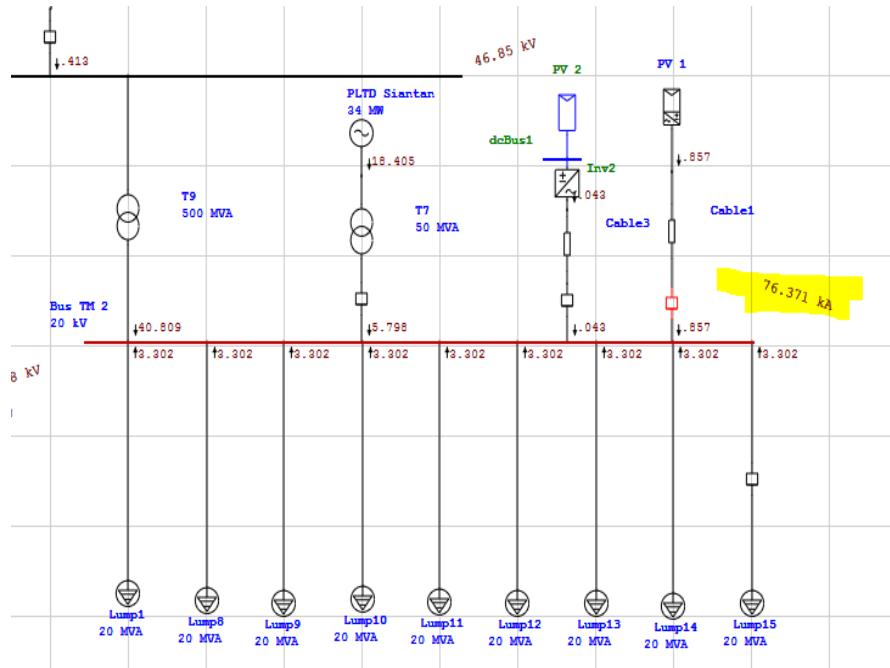 .413
46.85 kV
PV 2
PV 1
PLTD Siantan
34 MW
18.405
dcBus1
.857
Inv2
.043
T9
500 MVA
T7
50 MVA
Cable3
Cable1
76.371 kA
Bus TM 2
20 kV
40.809
5.798
.043
.857
3.302
3.302
3.302
3.302
3.302
3.302
3.302
3.302
3.302
8 kV
Lump1
20 MVA
Lump8
20 MVA
Lump9
20 MVA
Lump10
20 MVA
Lump11
20 MVA
Lump12
20 MVA
Lump13
20 MVA
Lump14
20 MVA
Lump15
20 MVA